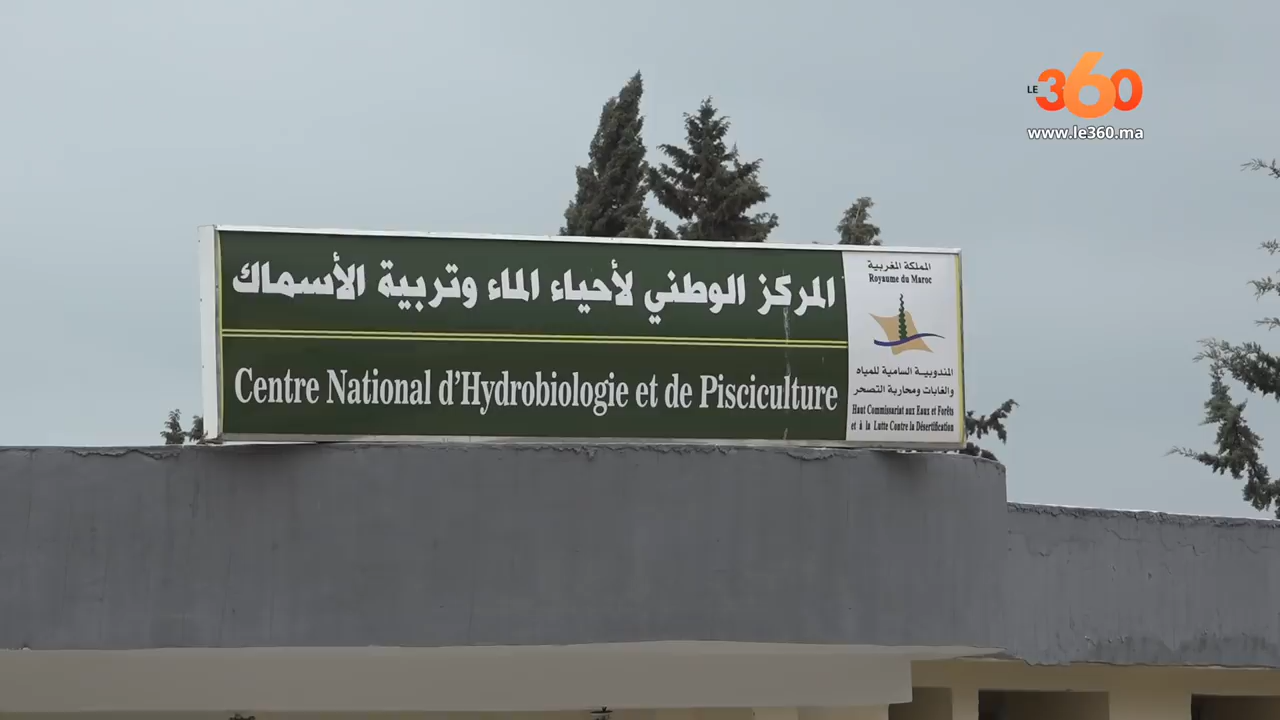 LE 360
www.le360.ma
المركز الوطني لأحياء الماء وتربية الأسماك
Centre National d'Hydrobiologie et de Pisciculture
المملكة المغربية
Royaume du Maroc
المندوبية السامية للمياه
والغابات ومحاربة التصحر
Haut Commissariat aux Eaux et Forêts
et à la Lutte Contre la Désertification